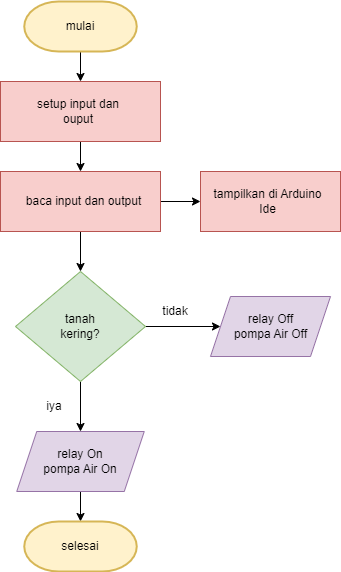 mulai
setup input dan
ouput
baca input dan output
tampilkan di Arduino
Ide
tanah
kering?
tidak
relay Off
pompa Air Off
iya
relay On
pompa Air On
selesai